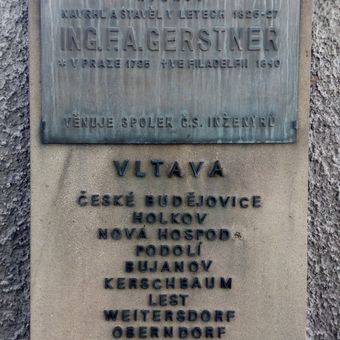 NAVRHL A STAVĚL V LETECH 1825-27
ING. F.A. GERSTNER
* V PRAZE 1795 † VE FILADELFII 1840
VĚNUJE SPOLEK Č.S. INŽENÝRŮ
VLTAVA
ČESKÉ BUDĚJOVICE
HOLKOV
NOVÁ HOSPOD
PODOLÍ
BUJANOV
KERSCHBAUM
LEST
WEITERSDORF
OBERNDORF